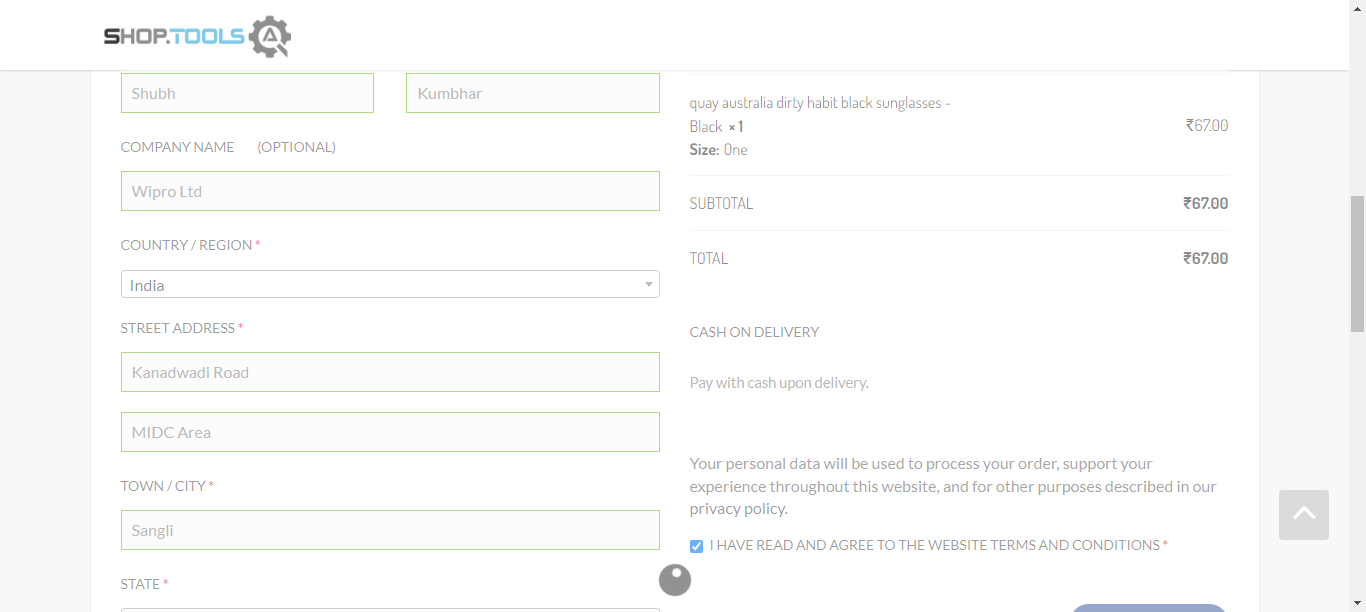 SHOP.TOOLS
Shubh
Kumbhar
COMPANY NAME (OPTIONAL)
Wipro Ltd
COUNTRY / REGION *
India
STREET ADDRESS *
Kanadwadi Road
MIDC Area
TOWN / CITY *
Sangli
STATE *
quay australia dirty habit black sunglasses -
Black × 1
Size: One
₹67.00
SUBTOTAL ₹67.00
TOTAL ₹67.00
CASH ON DELIVERY
Pay with cash upon delivery.
Your personal data will be used to process your order, support your
experience throughout this website, and for other purposes described in our
privacy policy.
I HAVE READ AND AGREE TO THE WEBSITE TERMS AND CONDITIONS *